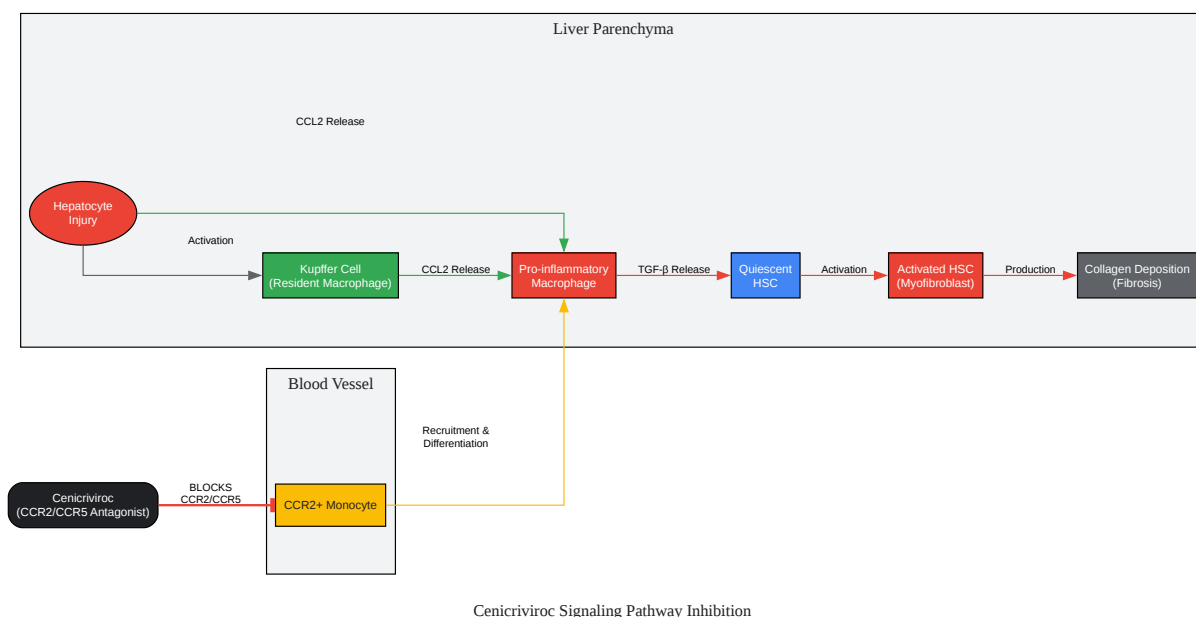 Liver Parenchyma
CCL2 Release
Hepatocyte
Injury
Activation
Kupffer Cell
(Resident Macrophage)
CCL2 Release
Pro-inflammatory
Macrophage
TGF-β Release
Quiescent
HSC
Activation
Activated HSC
(Myofibroblast)
Production
Collagen Deposition
(Fibrosis)
Blood Vessel
Recruitment &
Differentiation
Cenicriviroc
(CCR2/CCR5 Antagonist)
BLOCKS
CCR2/CCR5
CCR2+ Monocyte
Cenicriviroc Signaling Pathway Inhibition